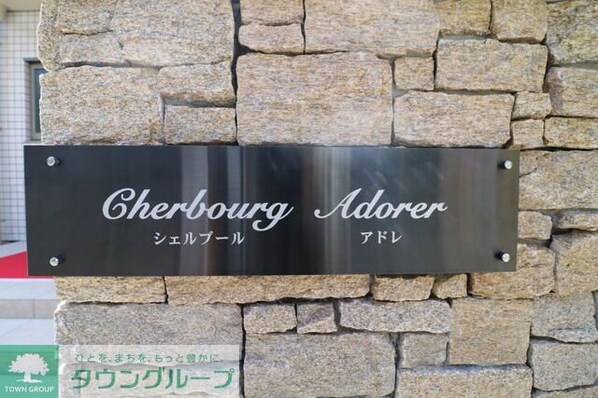 Cherbourg Adorer
シェルブール アドレ
ひとを、まちを、もっと豊かに。
タウングループ
TOWN GROUP